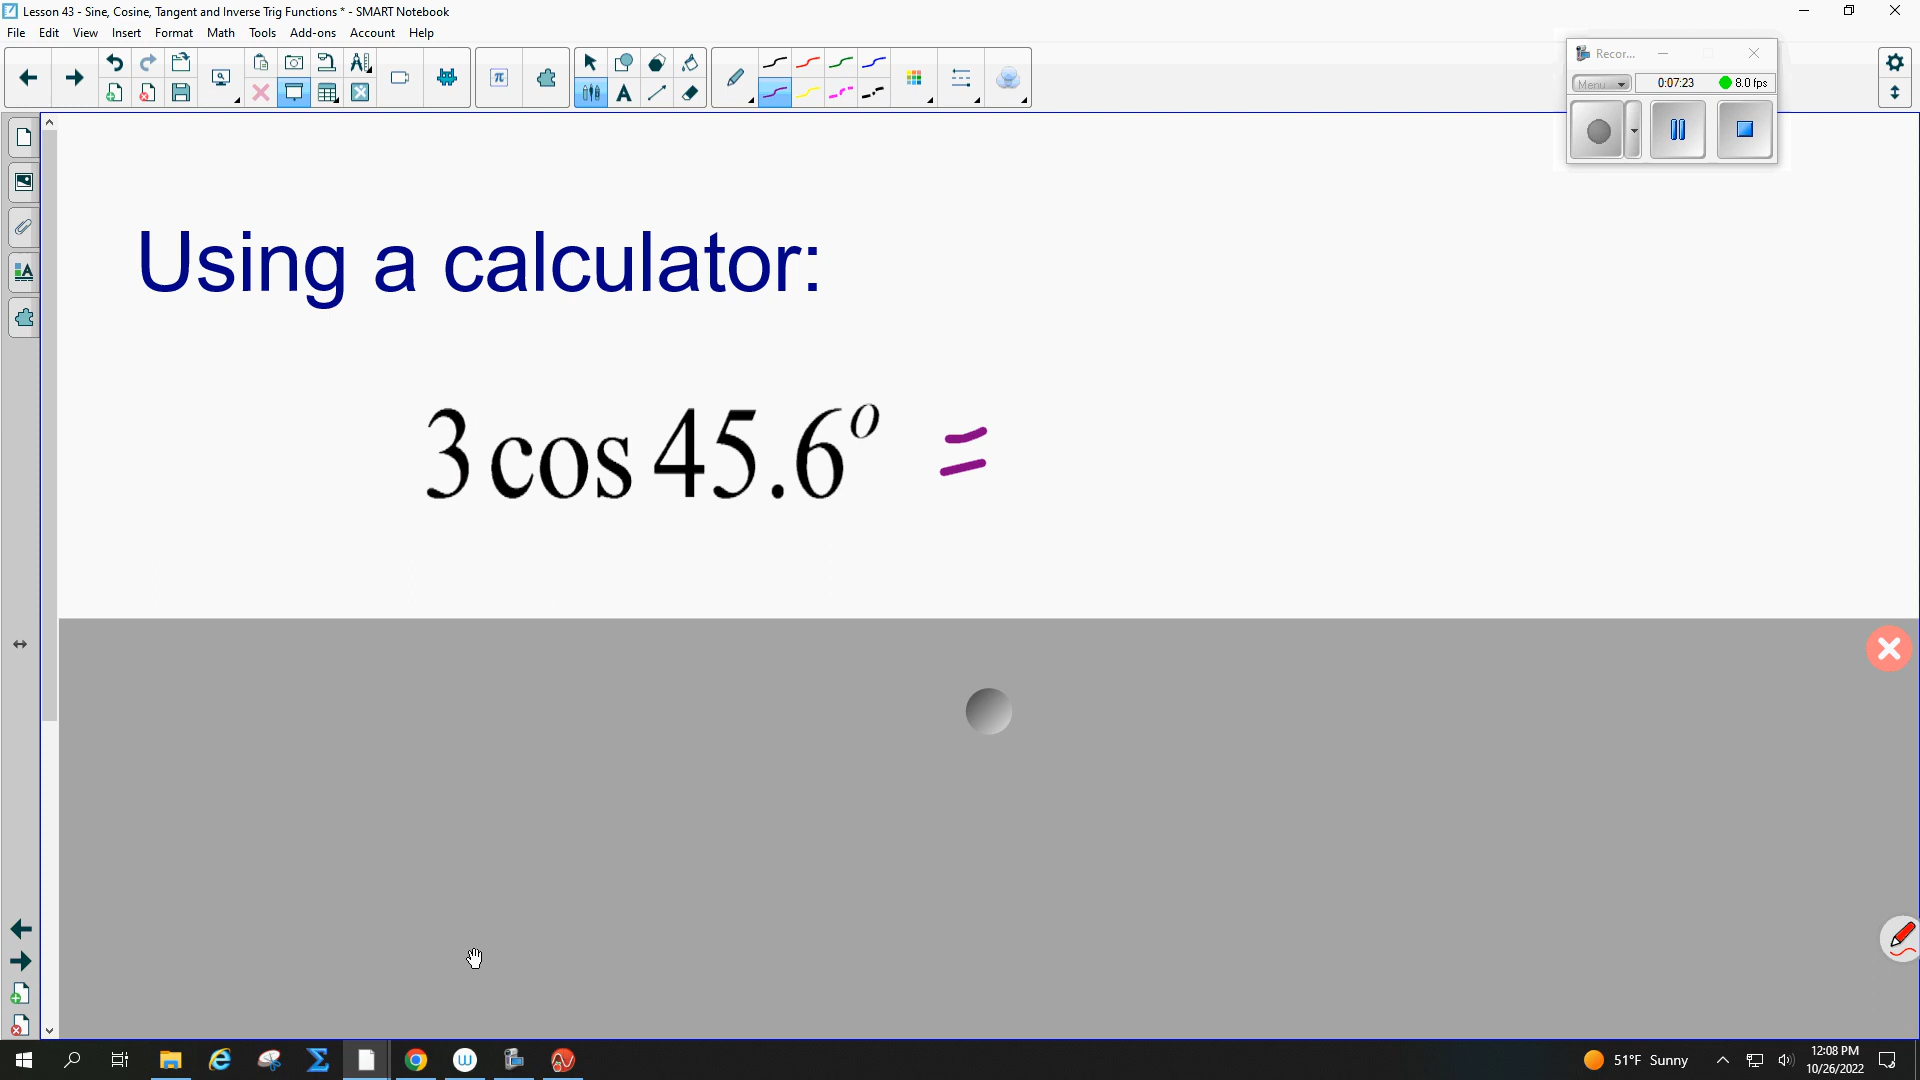 Lesson 43 - Sine, Cosine, Tangent and Inverse Trig Functions * - SMART Notebook
File Edit View Insert Format Math Tools Add-ons Account Help
Recor...
Menu 0:07:23 8.0 fps
Using a calculator:
3 cos 45.6° =
51°F Sunny
12:08 PM
10/26/2022